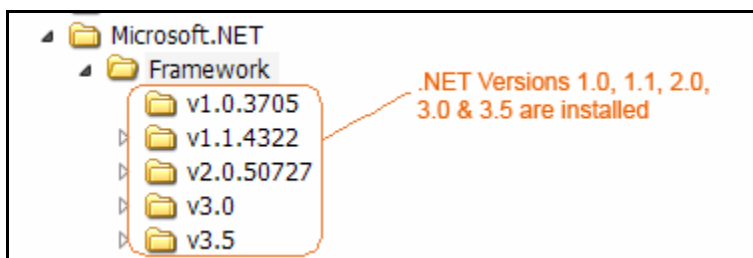 Microsoft.NET
Framework
v1.0.3705
v1.1.4322
v2.0.50727
v3.0
v3.5
.NET Versions 1.0, 1.1, 2.0,
3.0 & 3.5 are installed